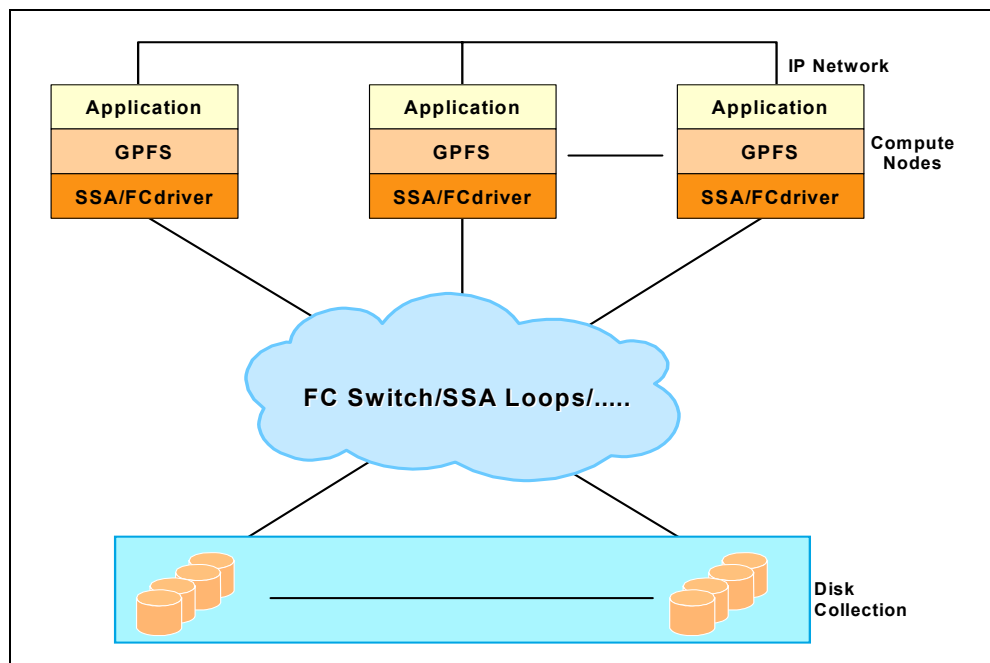 IP Network
Application
GPFS
SSA/FCdriver
Application
GPFS
SSA/FCdriver
Application
GPFS
SSA/FCdriver
Compute
Nodes
FC Switch/SSA Loops/.....
Disk
Collection